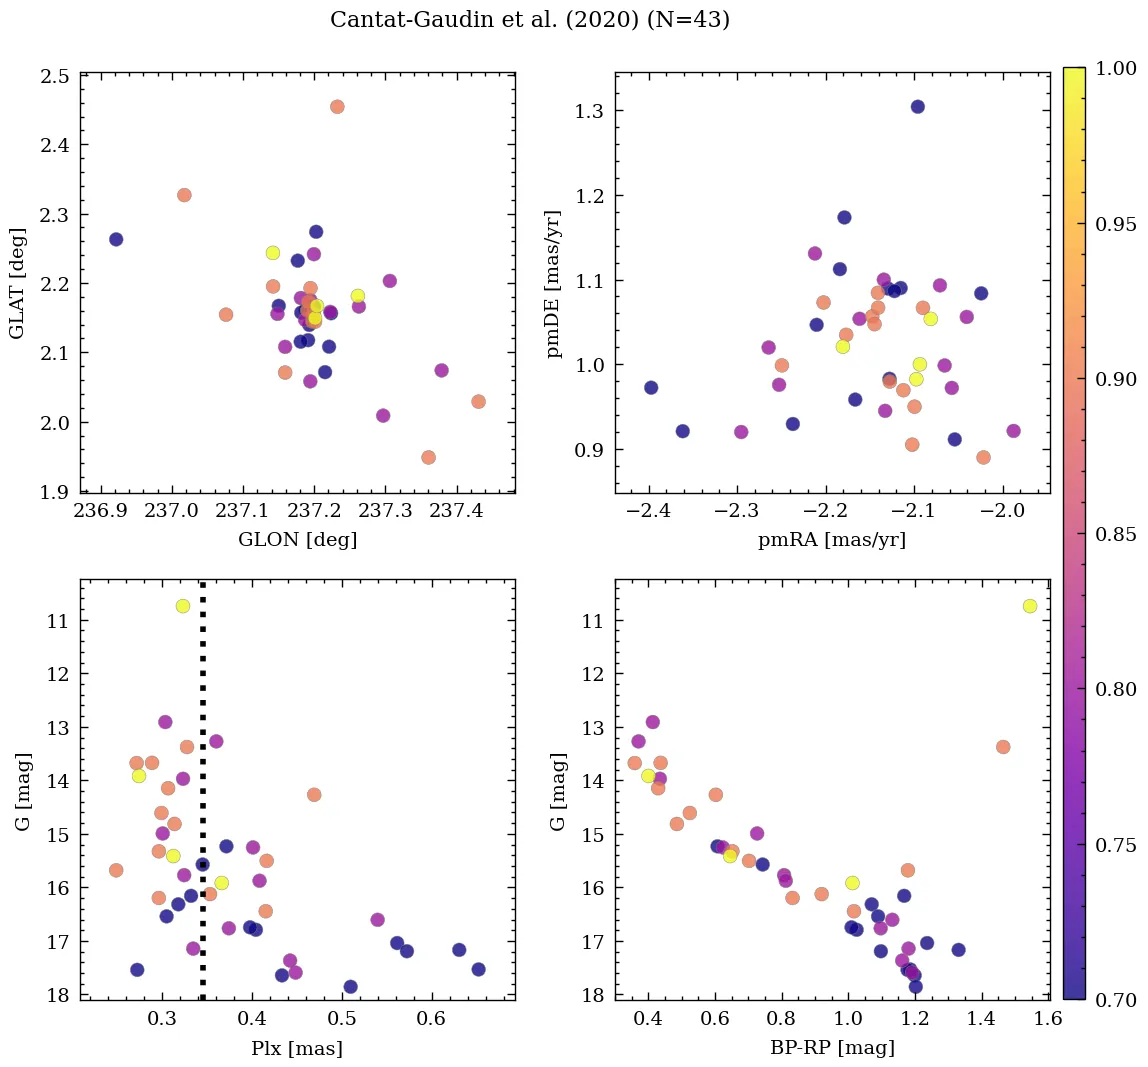 Cantat-Gaudin et al. (2020) (N=43)
2.5
2.4
2.3
2.2
2.1
2.0
1.9
GLAT [deg]
236.9 237.0 237.1 237.2 237.3 237.4
GLON [deg]
1.3
1.2
1.1
1.0
0.9
pmDE [mas/yr]
−2.4 −2.3 −2.2 −2.1 −2.0
pmRA [mas/yr]
11
12
13
14
15
16
17
18
G [mag]
0.3 0.4 0.5 0.6
Plx [mas]
11
12
13
14
15
16
17
18
G [mag]
0.4 0.6 0.8 1.0 1.2 1.4 1.6
BP-RP [mag]
1.00
0.95
0.90
0.85
0.80
0.75
0.70